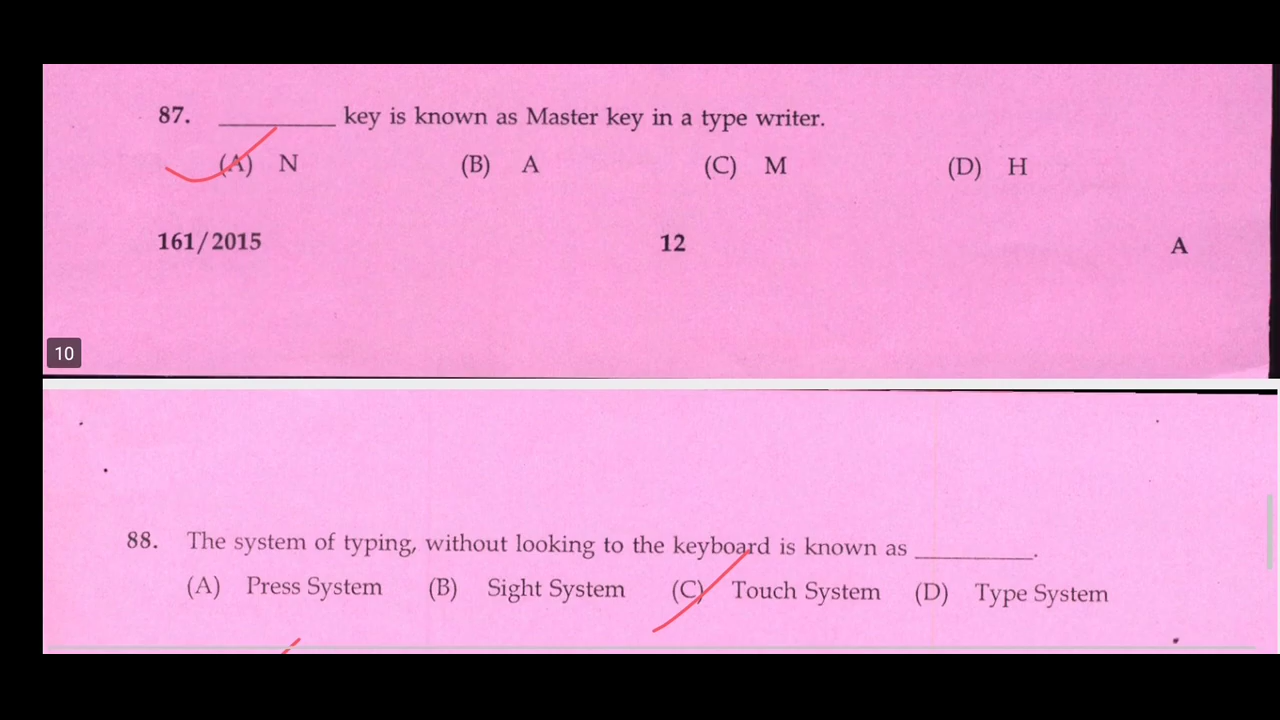 87. __________ key is known as Master key in a type writer.
(A) N (B) A (C) M (D) H
161/2015 12 A
10
88. The system of typing, without looking to the keyboard is known as __________.
(A) Press System (B) Sight System (C) Touch System (D) Type System